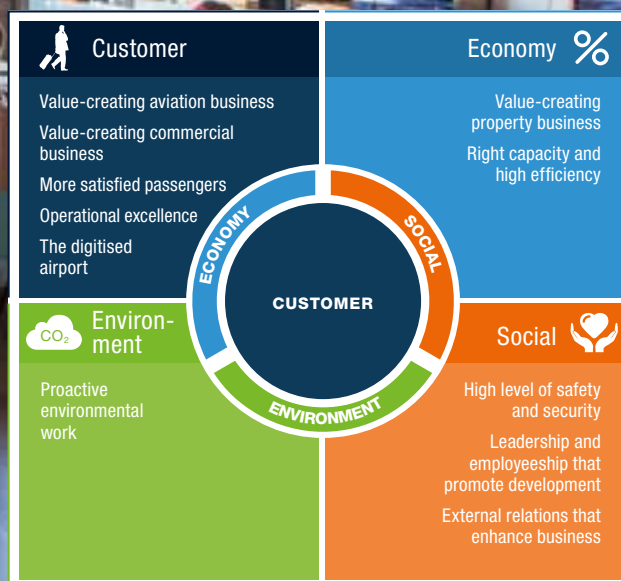 Customer
Value-creating aviation business
Value-creating commercial
business
More satisfied passengers
Operational excellence
The digitised
airport
Economy %
Value-creating
property business
Right capacity and
high efficiency
ECONOMY
SOCIAL
CUSTOMER
ENVIRONMENT
CO₂
Environ-
ment
Proactive
environmental
work
Social
High level of safety
and security
Leadership and
employeeship that
promote development
External relations that
enhance business